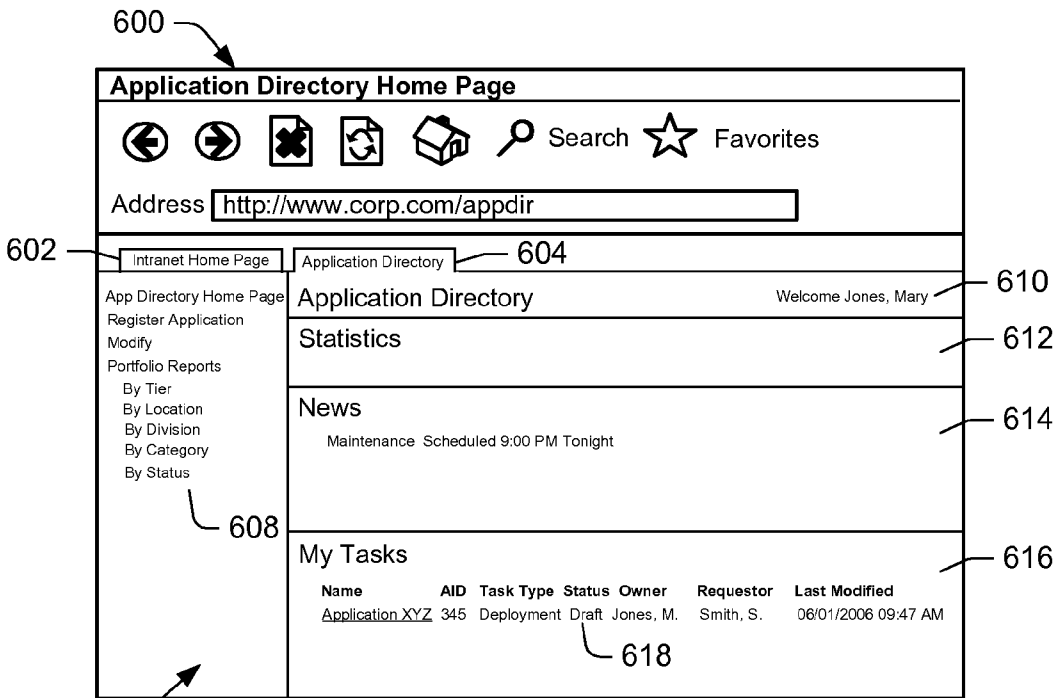 600
Application Directory Home Page
Search Favorites
Address http://www.corp.com/appdir
602 Intranet Home Page Application Directory 604
App Directory Home Page
Register Application
Modify
Portfolio Reports
By Tier
By Location
By Division
By Category
By Status
608
Application Directory Welcome Jones, Mary 610
Statistics 612
News 614
Maintenance Scheduled 9:00 PM Tonight
My Tasks 616
Name AID Task Type Status Owner Requestor Last Modified
Application XYZ 345 Deployment Draft Jones, M. Smith, S. 06/01/2006 09:47 AM
618